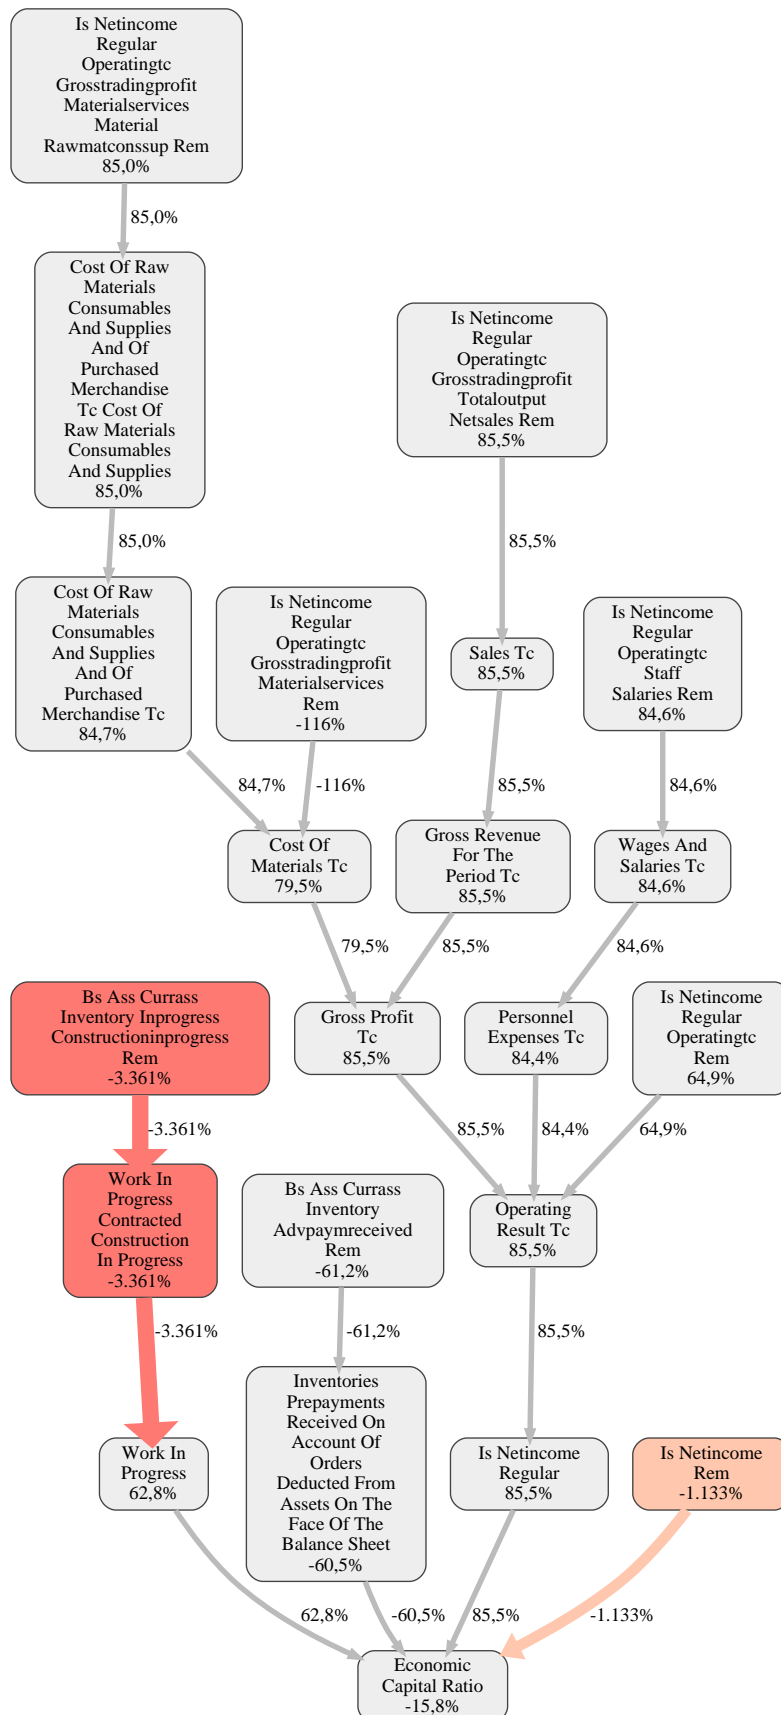 Is Netincome
Regular
Operatingtc
Grosstradingprofit
Materialservices
Material
Rawmatconssup Rem
85,0%
85,0%
Cost Of Raw
Materials
Consumables
And Supplies
And Of
Purchased
Merchandise
Tc Cost Of
Raw Materials
Consumables
And Supplies
85,0%
Is Netincome
Regular
Operatingtc
Grosstradingprofit
Totaloutput
Netsales Rem
85,5%
85,0%
85,5%
Cost Of Raw
Materials
Consumables
And Supplies
And Of
Purchased
Merchandise Tc
84,7%
Is Netincome
Regular
Operatingtc
Grosstradingprofit
Materialservices
Rem
-116%
Sales Tc
85,5%
Is Netincome
Regular
Operatingtc
Staff
Salaries Rem
84,6%
84,7%
-116%
85,5%
84,6%
Cost Of
Materials Tc
79,5%
Gross Revenue
For The
Period Tc
85,5%
Wages And
Salaries Tc
84,6%
79,5%
85,5%
84,6%
Bs Ass Currass
Inventory Inprogress
Constructioninprogress
Rem
-3.361%
Gross Profit
Tc
85,5%
Personnel
Expenses Tc
84,4%
Is Netincome
Regular
Operatingtc
Rem
64,9%
-3.361%
85,5%
84,4%
64,9%
Work In
Progress
Contracted
Construction
In Progress
-3.361%
Bs Ass Currass
Inventory
Advpaymreceived
Rem
-61,2%
Operating
Result Tc
85,5%
-3.361%
-61,2%
85,5%
Work In
Progress
62,8%
Inventories
Prepayments
Received On
Account Of
Orders
Deducted From
Assets On The
Face Of The
Balance Sheet
-60,5%
Is Netincome
Regular
85,5%
Is Netincome
Rem
-1.133%
62,8%
-60,5%
85,5%
-1.133%
Economic
Capital Ratio
-15,8%